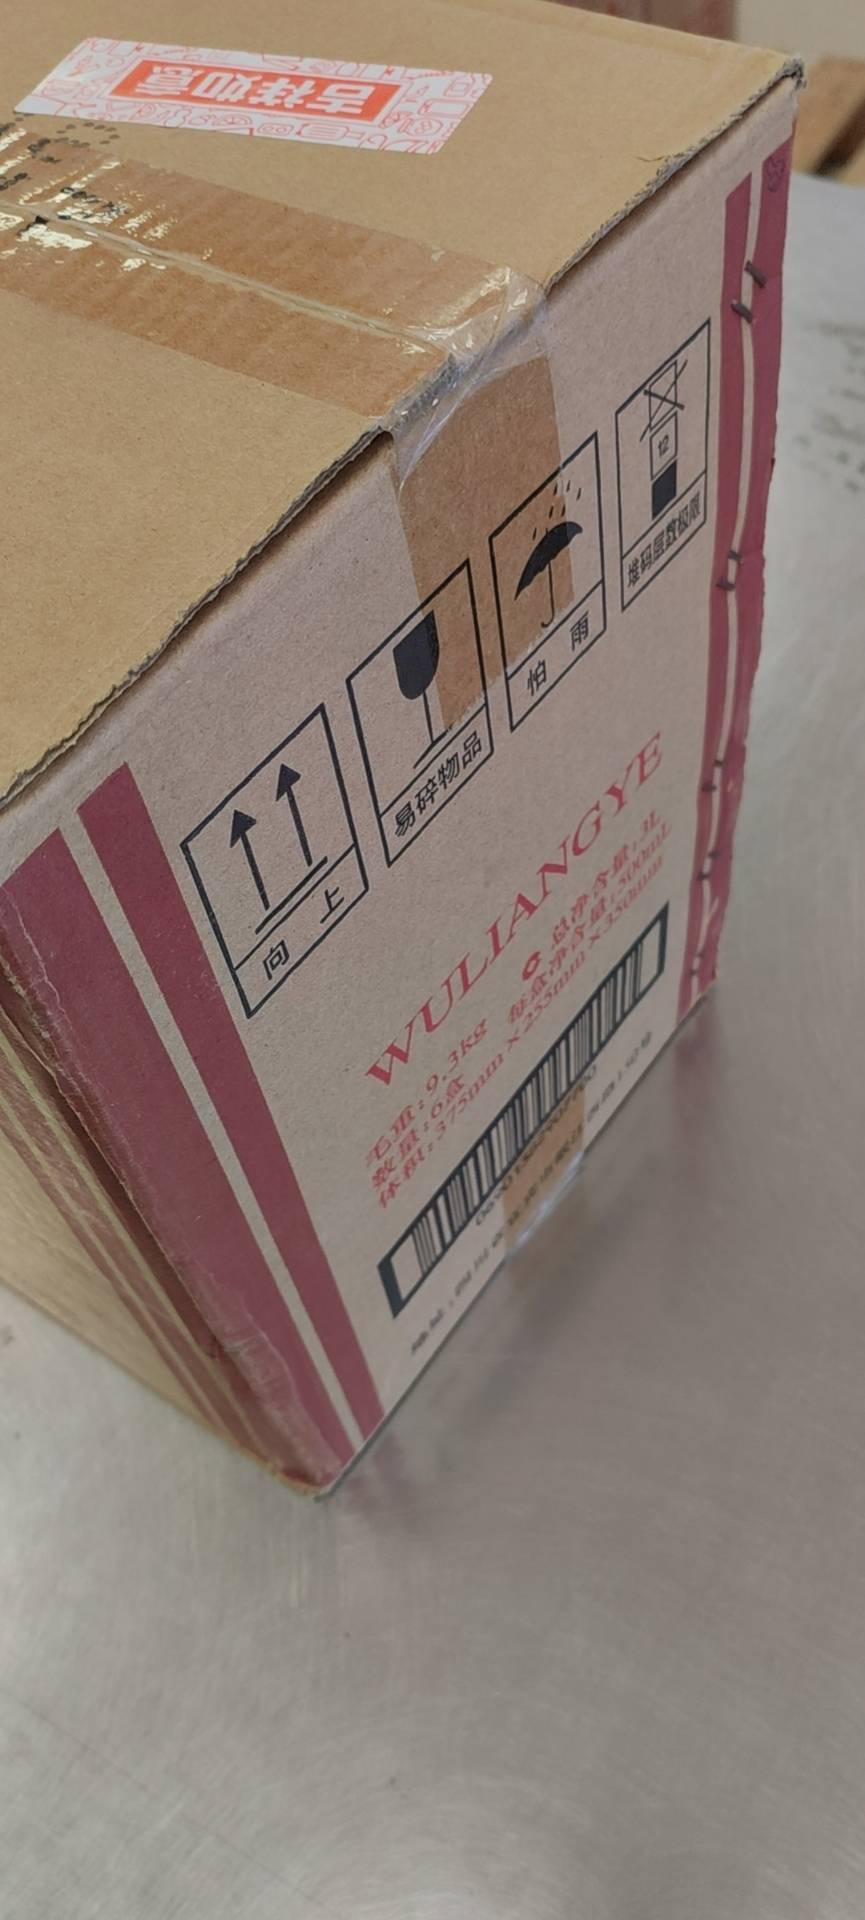 吉祥如意
向上
易碎物品
怕雨
12
堆码层数极限
WULIANGYE
毛重:9.3kg
总净含量:3L
数量:6盒
每盒净含量:500mL
体积:375mm×255mm×350mm